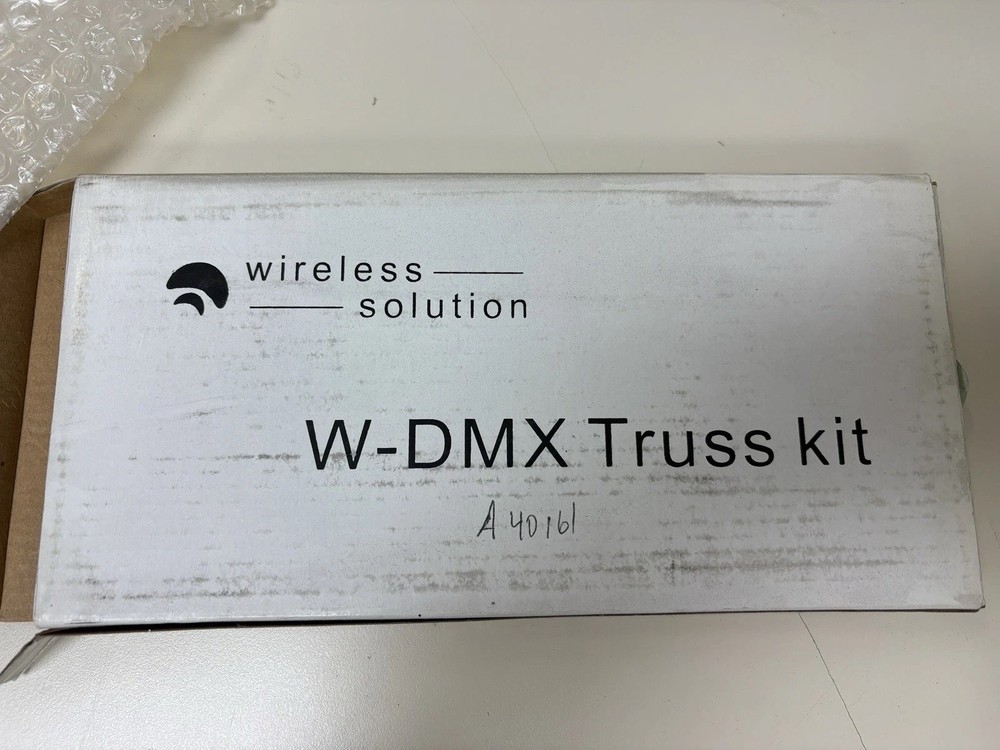 wireless
solution
W-DMX Truss kit
A 40161